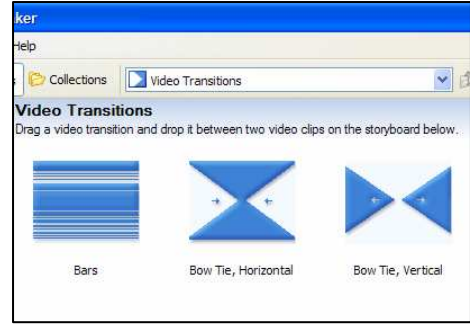 ker
Help
Collections Video Transitions
Video Transitions
Drag a video transition and drop it between two video clips on the storyboard below.
Bars Bow Tie, Horizontal Bow Tie, Vertical